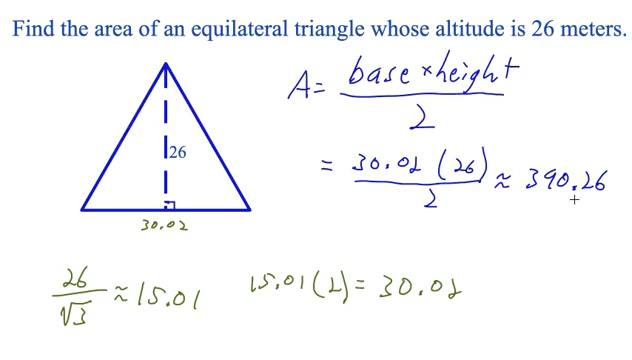 Find the area of an equilateral triangle whose altitude is 26 meters.
A = base × height / 2
26
= 30.02 (26) / 2 ≈ 390.26
30.02
26 / √3 ≈ 15.01
15.01 (2) = 30.02